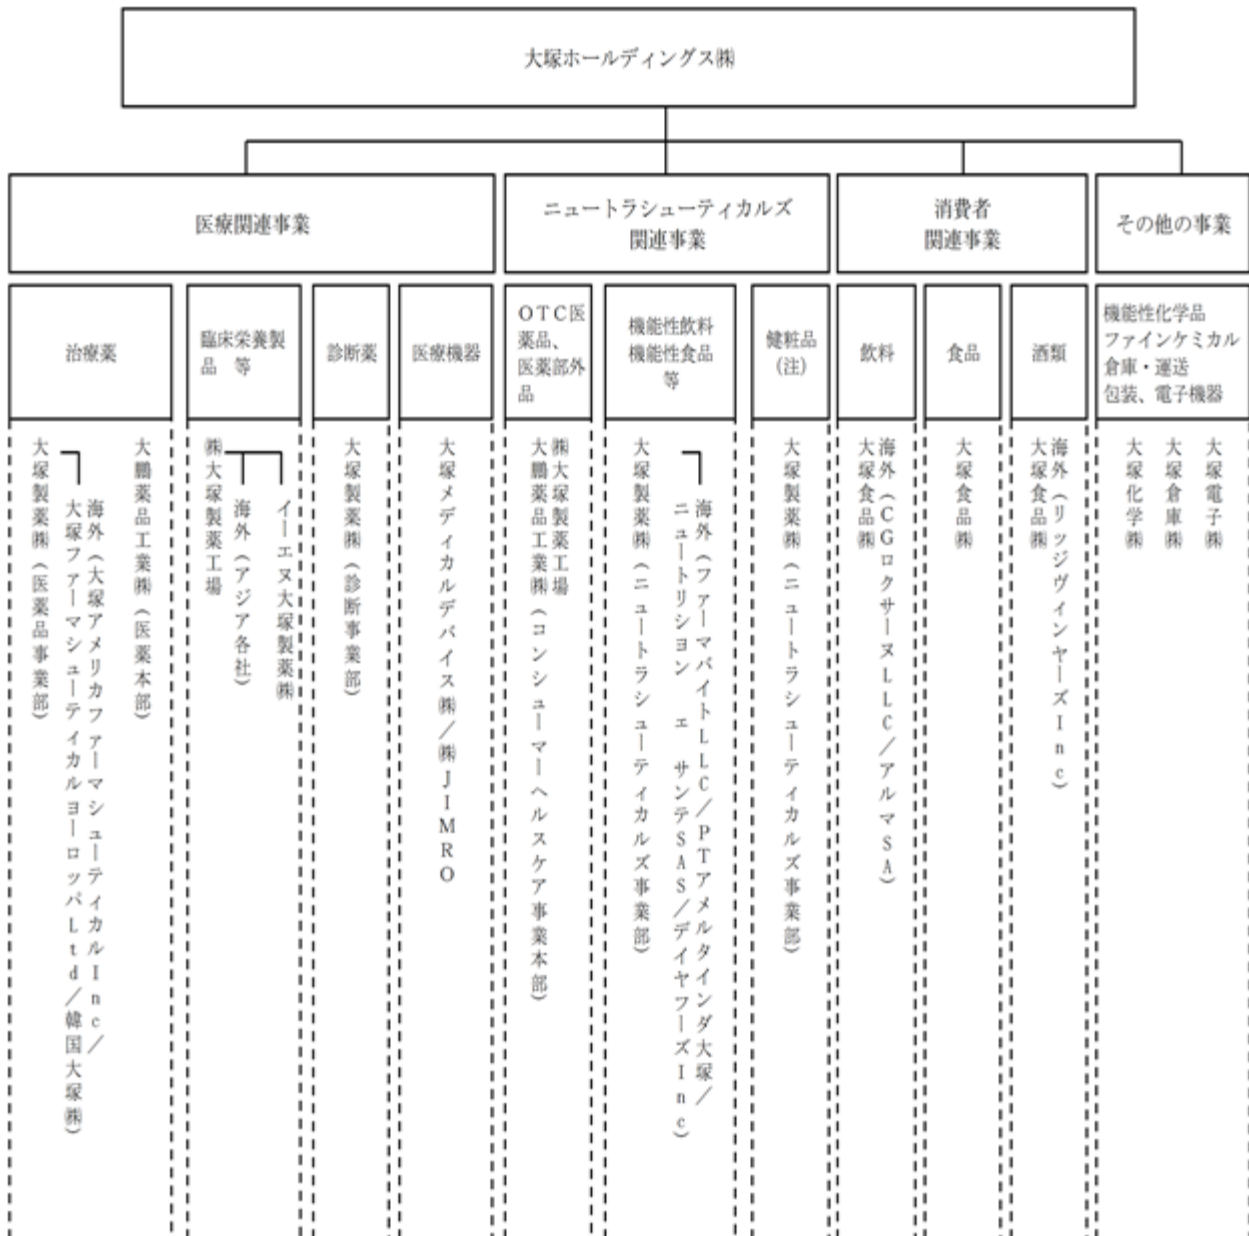 大塚ホールディングス㈱
医療関連事業
ニュートラシューティカルズ
関連事業
消費者
関連事業
その他の事業
治療薬
臨床栄養製
品　等
診断薬
医療機器
ＯＴＣ医
薬品、
医薬部外
品
機能性飲料
機能性食品
等
健粧品
（注）
飲料
食品
酒類
機能性化学品
ファインケミカル
倉庫・運送
包装、電子機器
大塚製薬㈱（医薬品事業部）
海外（大塚アメリカファーマシューティカルＩｎｃ／
大塚ファーマシューティカルヨーロッパＬｔｄ／韓国大塚㈱）
大鵬薬品工業㈱（医薬本部）
㈱大塚製薬工場
海外（アジア各社）
イーエヌ大塚製薬㈱
大塚製薬㈱（診断事業部）
大塚メディカルデバイス㈱／㈱ＪＩＭＲＯ
㈱大塚製薬工場
大鵬薬品工業㈱（コンシューマーヘルスケア事業本部）
大塚製薬㈱（ニュートラシューティカルズ事業部）
海外（ファーマバイトＬＬＣ／ＰＴアメルタインダ大塚／
ニュートリション　エ　サンテＳＡＳ／デイヤフーズＩｎｃ）
大塚製薬㈱（ニュートラシューティカルズ事業部）
海外（ＣＧロクサーヌＬＬＣ／アルマＳＡ）
大塚食品㈱
大塚食品㈱
海外（リッジヴィンヤーズＩｎｃ）
大塚食品㈱
大塚化学㈱
大塚倉庫㈱
大塚電子㈱